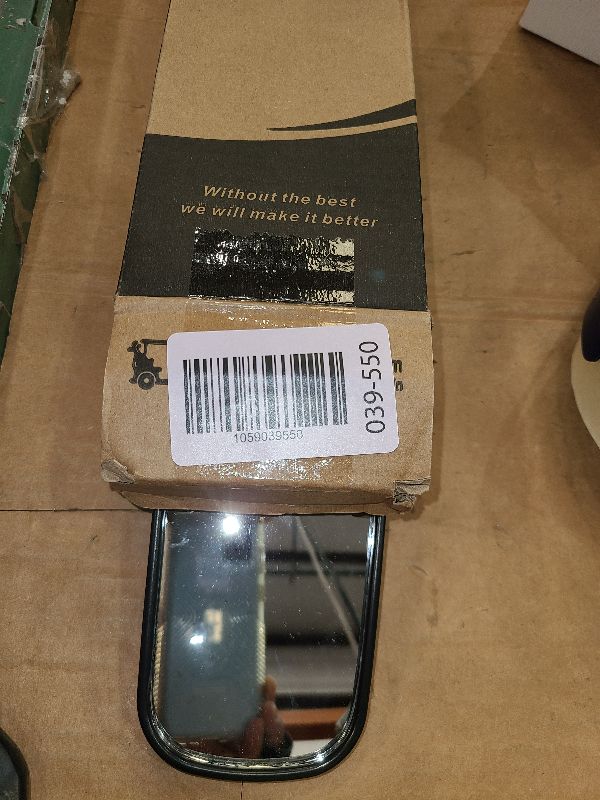 Without the best
we will make it better
1059039550
039-550